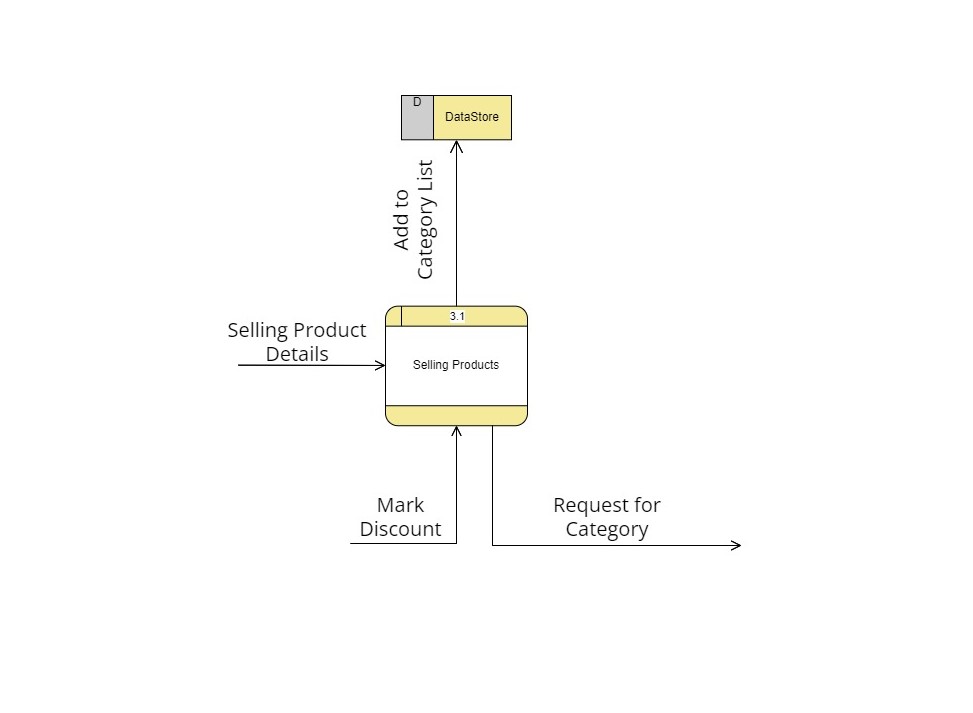 D
DataStore
Add to
Category List
3.1
Selling Product
Details
Selling Products
Mark
Discount
Request for
Category